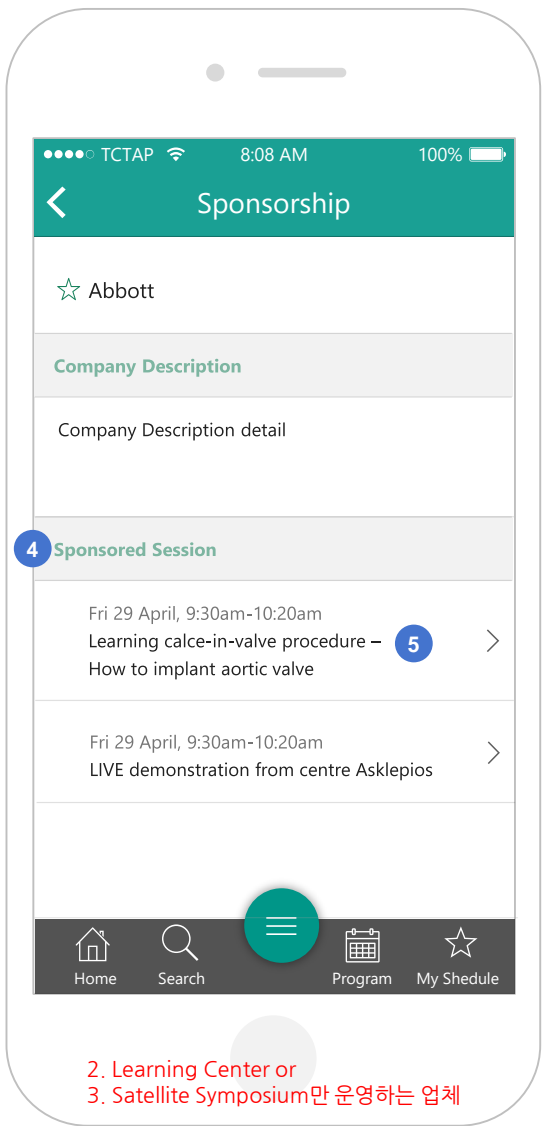 TCTAP 8:08 AM 100%
Sponsorship
Abbott
Company Description
Company Description detail
4 Sponsored Session
Fri 29 April, 9:30am-10:20am
Learning calce-in-valve procedure – 5
How to implant aortic valve
Fri 29 April, 9:30am-10:20am
LIVE demonstration from centre Asklepios
Home Search Program My Shedule
2. Learning Center or
3. Satellite Symposium만 운영하는 업체